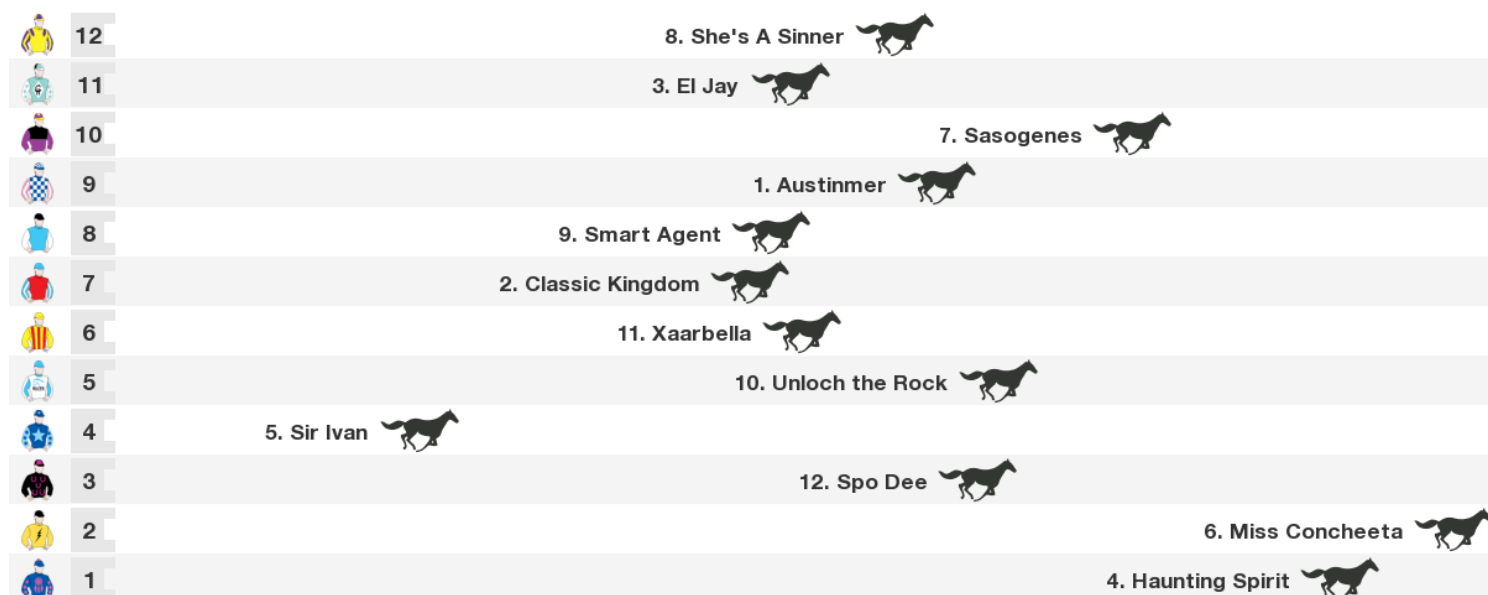 12 8. She's A Sinner
11 3. El Jay
10 7. Sasogenes
9 1. Austinmer
8 9. Smart Agent
7 2. Classic Kingdom
6 11. Xaarbella
5 10. Unloch the Rock
4 5. Sir Ivan
3 12. Spo Dee
2 6. Miss Concheeta
1 4. Haunting Spirit